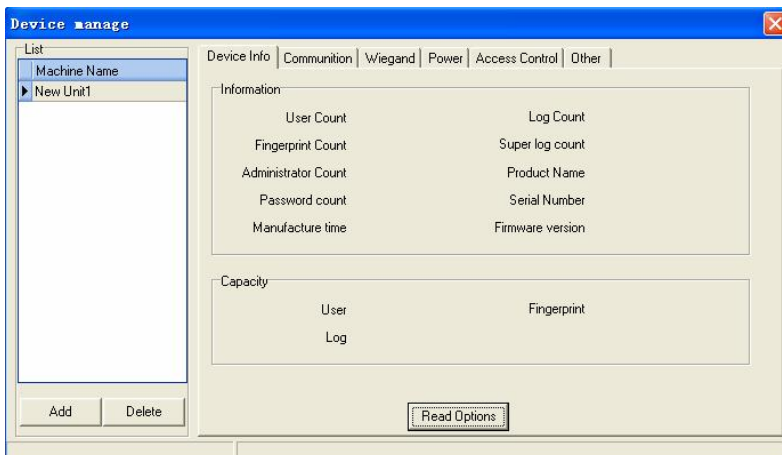 Device manage
List
Machine Name
New Unit1
Add Delete
Device Info Communition Wiegand Power Access Control Other
Information
User Count Log Count
Fingerprint Count Super log count
Administrator Count Product Name
Password count Serial Number
Manufacture time Firmware version
Capacity
User Fingerprint
Log
Read Options